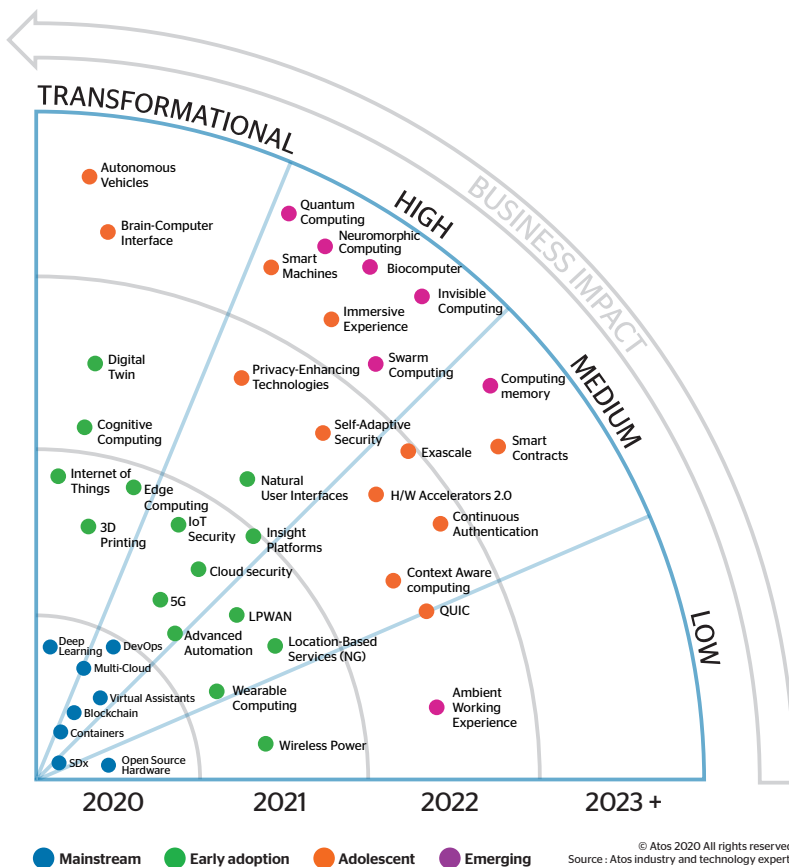 TRANSFORMATIONAL
HIGH
MEDIUM
LOW
BUSINESS IMPACT
Autonomous
Vehicles
Brain-Computer
Interface
Quantum
Computing
Neuromorphic
Computing
Smart
Machines
Biocomputer
Invisible
Computing
Immersive
Experience
Digital
Twin
Privacy-Enhancing
Technologies
Swarm
Computing
Computing
memory
Cognitive
Computing
Self-Adaptive
Security
Exascale
Smart
Contracts
Internet of
Things
Edge
Computing
Natural
User Interfaces
H/W Accelerators 2.0
3D
Printing
IoT
Security
Insight
Platforms
Continuous
Authentication
Cloud security
Context Aware
computing
5G
LPWAN
QUIC
Deep
Learning
DevOps
Advanced
Automation
Location-Based
Services (NG)
Multi-Cloud
Virtual Assistants
Wearable
Computing
Ambient
Working
Experience
Blockchain
Containers
Wireless Power
SDx
Open Source
Hardware
2020
2021
2022
2023 +
Mainstream
Early adoption
Adolescent
Emerging
© Atos 2020 All rights reserved
Source : Atos industry and technology expert